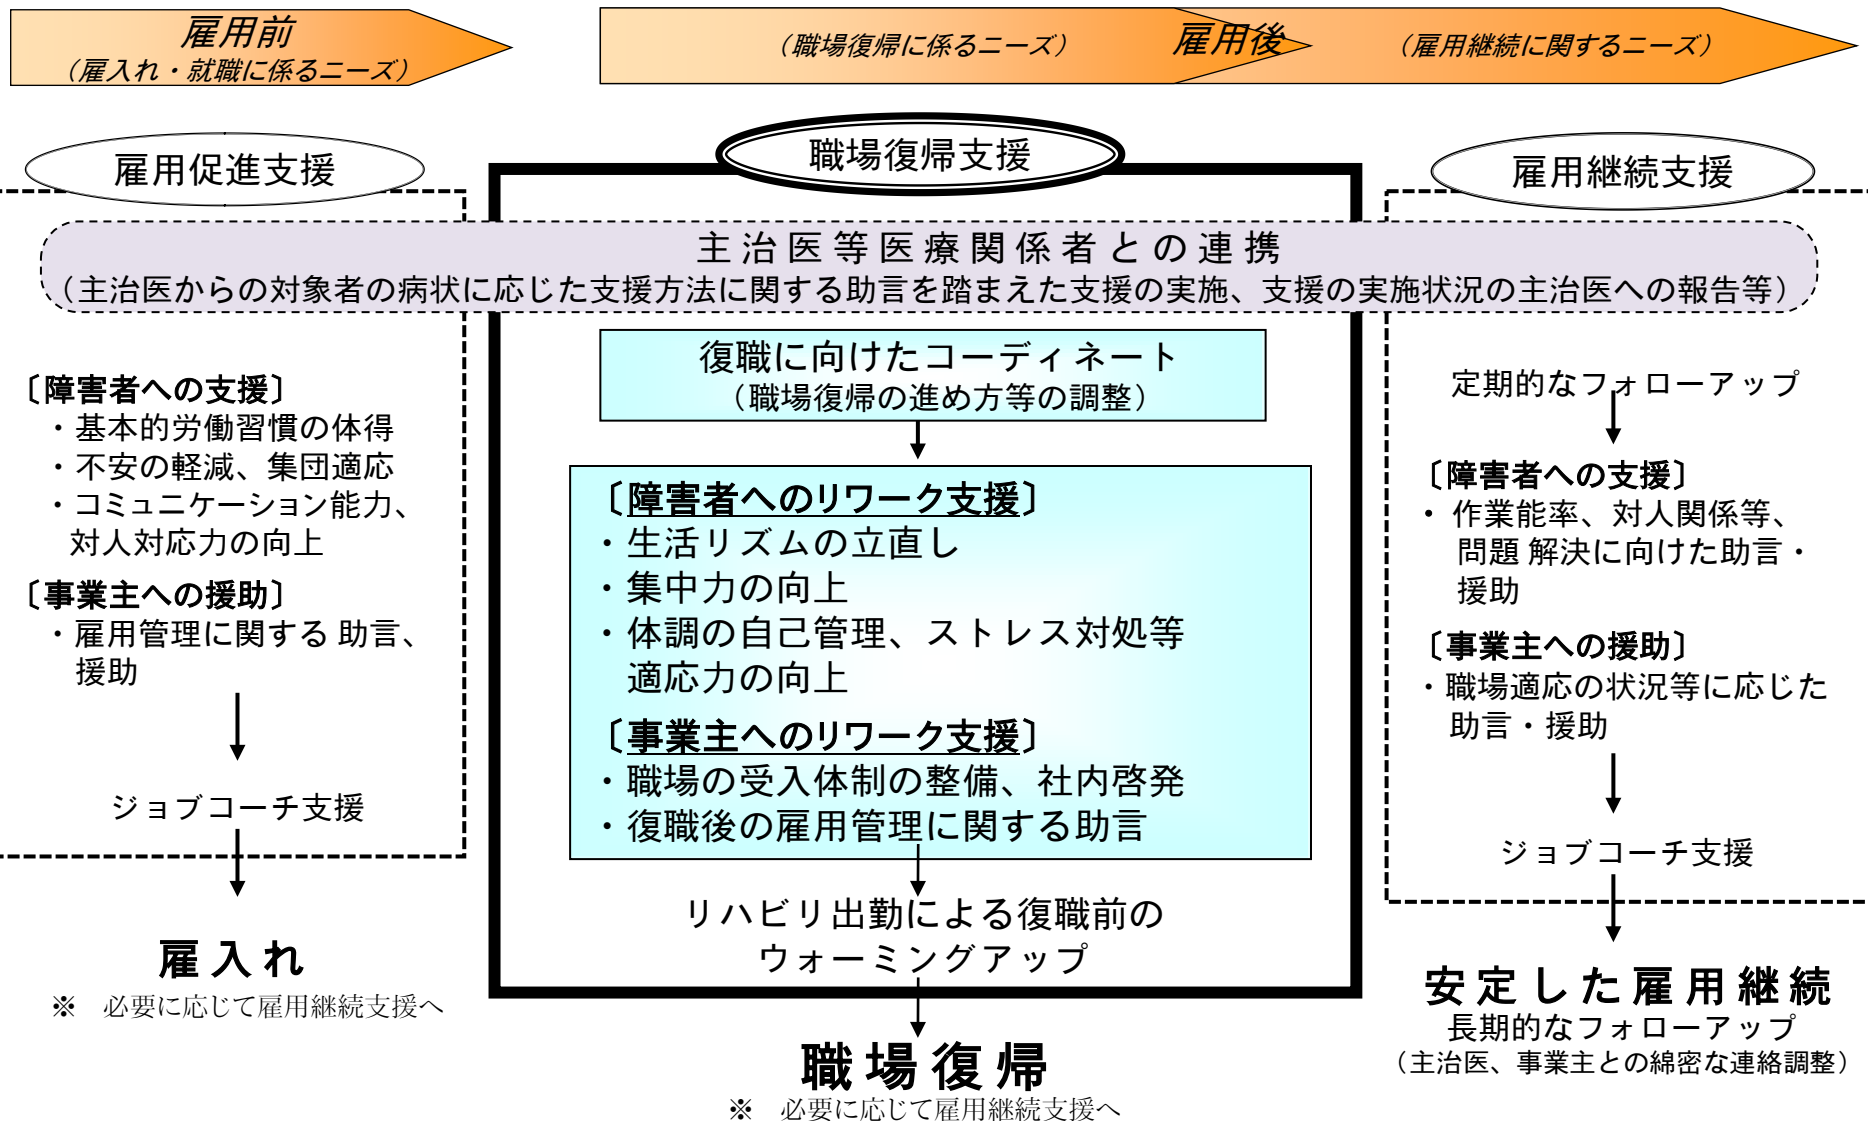 雇用前
（雇入れ・就職に係るニーズ）
（職場復帰に係るニーズ）
雇用後
（雇用継続に関するニーズ）
雇用促進支援
職場復帰支援
雇用継続支援
主治医等医療関係者との連携
（主治医からの対象者の病状に応じた支援方法に関する助言を踏まえた支援の実施、支援の実施状況の主治医への報告等）
〔障害者への支援〕
・基本的労働習慣の体得
・不安の軽減、集団適応
・コミュニケーション能力、
対人対応力の向上
〔事業主への援助〕
・雇用管理に関する 助言、
援助
ジョブコーチ支援
雇入れ
※　必要に応じて雇用継続支援へ
復職に向けたコーディネート
（職場復帰の進め方等の調整）
〔障害者へのリワーク支援〕
・生活リズムの立直し
・集中力の向上
・体調の自己管理、ストレス対処等
適応力の向上
〔事業主へのリワーク支援〕
・職場の受入体制の整備、社内啓発
・復職後の雇用管理に関する助言
リハビリ出勤による復職前の
ウォーミングアップ
職場復帰
※　必要に応じて雇用継続支援へ
定期的なフォローアップ
〔障害者への支援〕
・ 作業能率、対人関係等、
問題 解決に向けた助言・
援助
〔事業主への援助〕
・職場適応の状況等に応じた
助言・援助
ジョブコーチ支援
安定した雇用継続
長期的なフォローアップ
（主治医、事業主との綿密な連絡調整）